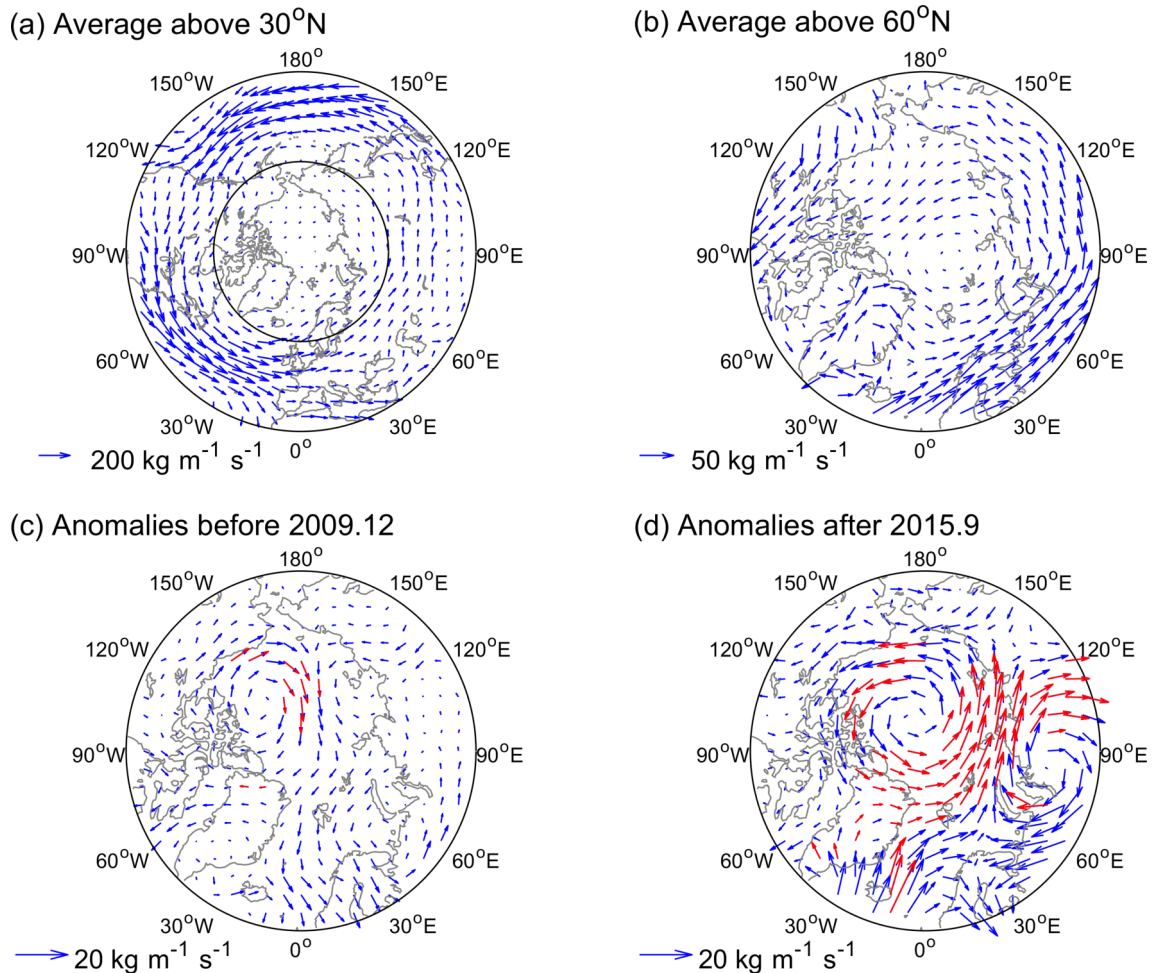 (a) Average above 30°N
(b) Average above 60°N
180°
150°W
150°E
120°W
120°E
90°W
90°E
60°W
60°E
30°W
30°E
0°
200 kg m⁻¹ s⁻¹
180°
150°W
150°E
120°W
120°E
90°W
90°E
60°W
60°E
30°W
30°E
0°
50 kg m⁻¹ s⁻¹
(c) Anomalies before 2009.12
(d) Anomalies after 2015.9
180°
150°W
150°E
120°W
120°E
90°W
90°E
60°W
60°E
30°W
30°E
0°
20 kg m⁻¹ s⁻¹
180°
150°W
150°E
120°W
120°E
90°W
90°E
60°W
60°E
30°W
30°E
0°
20 kg m⁻¹ s⁻¹